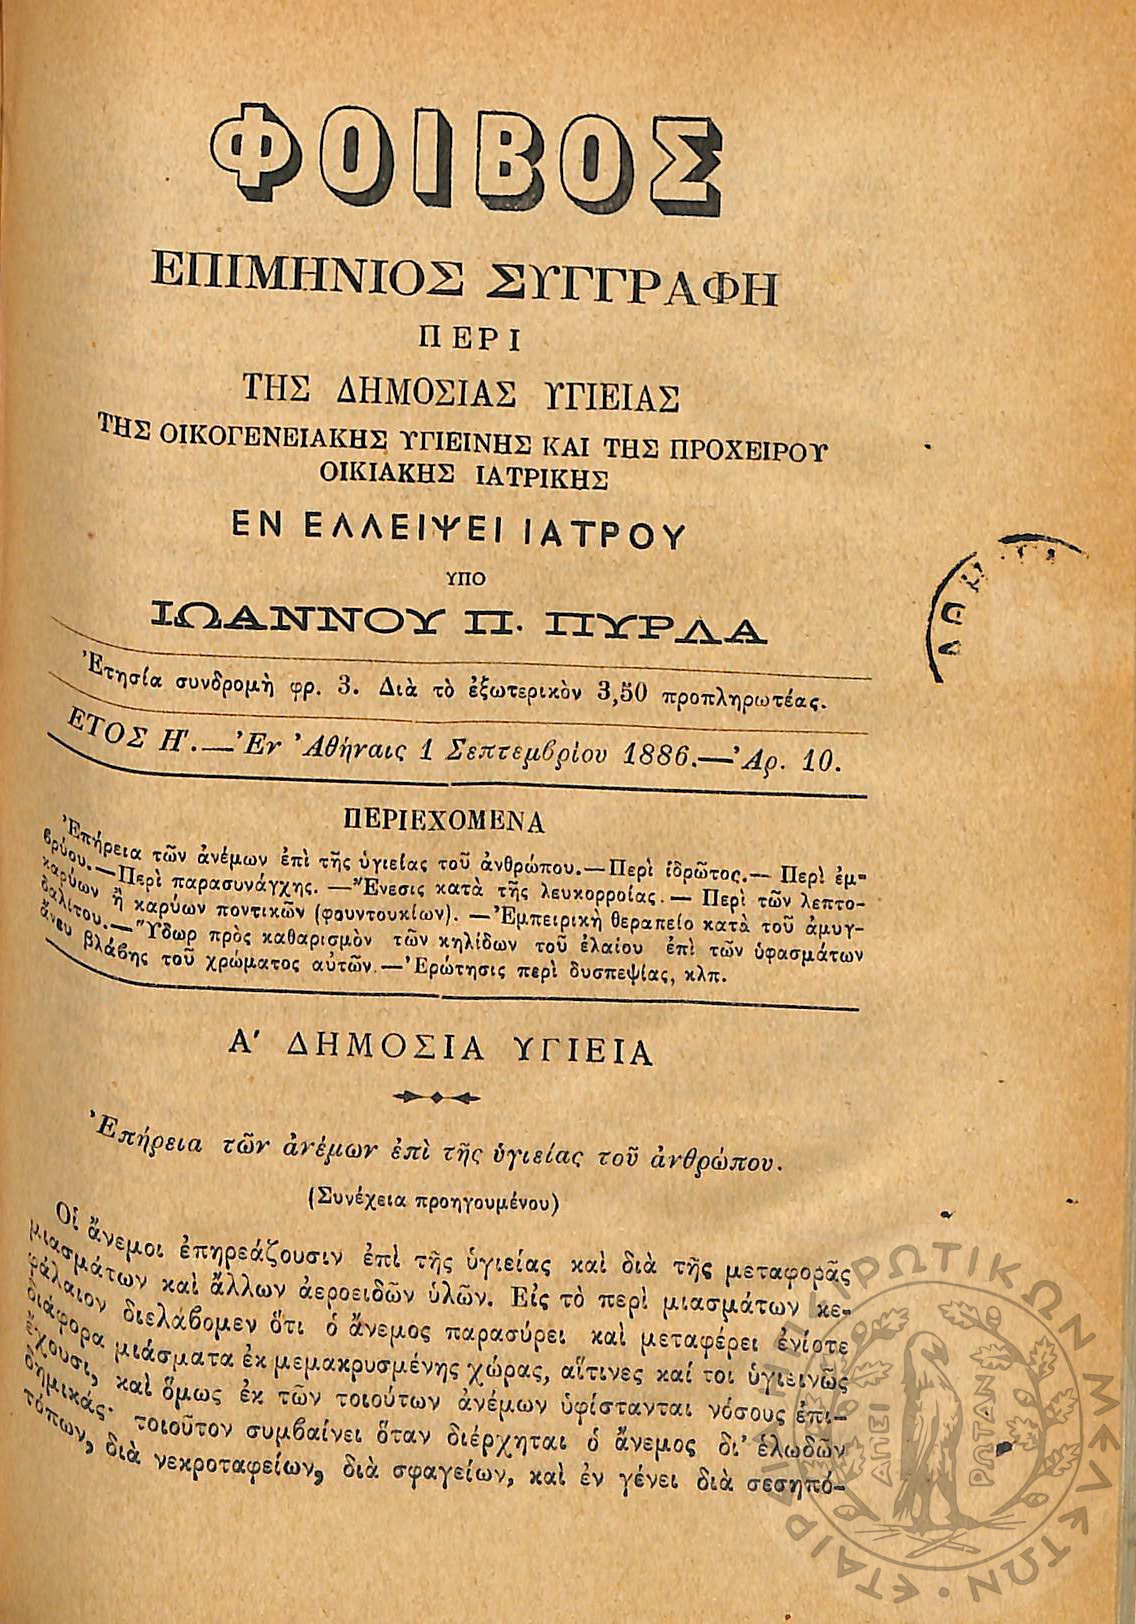 ΦΟΙΒΟΣ
ΕΠΙΜΗΝΙΟΣ ΣΥΓΓΡΑΦΗ
ΠΕΡΙ
ΤΗΣ ΔΗΜΟΣΙΑΣ ΥΓΙΕΙΑΣ
ΤΗΣ ΟΙΚΟΓΕΝΕΙΑΚΗΣ ΥΓΙΕΙΝΗΣ ΚΑΙ ΤΗΣ ΠΡΟΧΕΙΡΟΥ
ΟΙΚΙΑΚΗΣ ΙΑΤΡΙΚΗΣ
ΕΝ ΕΛΛΕΙΨΕΙ ΙΑΤΡΟΥ
ΥΠΟ
ΙΩΑΝΝΟΥ Π. ΠΥΡΛΑ
Ἐτησία συνδρομὴ φρ. 3. Διὰ τὸ ἐξωτερικὸν 3,50 προπληρωτέας.
ΕΤΟΣ Η'.—Ἐν Ἀθήναις 1 Σεπτεμβρίου 1886.—Ἀρ. 10.
ΠΕΡΙΕΧΟΜΕΝΑ
Ἐπήρεια τῶν ἀνέμων ἐπὶ τῆς ὑγιείας τοῦ ἀνθρώπου.—Περὶ ἱδρῶτος.— Περὶ ἐμ-
βρύου.—Περὶ παρασυνάγχης. —Ἔνεσις κατὰ τῆς λευκορροίας.— Περὶ τῶν λεπτο-
καρύων ἢ καρύων ποντικῶν (φουντουκίων). —Ἐμπειρικὴ θεραπείο κατὰ τοῦ ἀμυγ-
δαλίτου.—Ὕδωρ πρὸς καθαρισμὸν τῶν κηλίδων τοῦ ἐλαίου ἐπὶ τῶν ὑφασμάτων
ἄνευ βλάβης τοῦ χρώματος αὐτῶν.—Ἐρώτησις περὶ δυσπεψίας, κλπ.
Α' ΔΗΜΟΣΙΑ ΥΓΙΕΙΑ
Ἐπήρεια τῶν ἀνέμων ἐπὶ τῆς ὑγιείας τοῦ ἀνθρώπου.
(Συνέχεια προηγουμένου)
Οἱ ἄνεμοι ἐπηρεάζουσιν ἐπὶ τῆς ὑγιείας καὶ διὰ τῆς μεταφορᾶς
μιασμάτων καὶ ἄλλων ἀεροειδῶν ὑλῶν. Εἰς τὸ περὶ μιασμάτων κε-
φάλαιον διελάβομεν ὅτι ὁ ἄνεμος παρασύρει καὶ μεταφέρει ἐνίοτε
διάφορα μιάσματα ἐκ μεμακρυσμένης χώρας, αἵτινες καί τοι ὑγιεινῶς
ἔχουσι, καὶ ὅμως ἐκ τῶν τοιούτων ἀνέμων ὑφίστανται νόσους ἐπι-
δημικάς· τοιοῦτον συμβαίνει ὅταν διέρχηται ὁ ἄνεμος δι' ἑλωδῶν
τόπων, διὰ νεκροταφείων, διὰ σφαγείων, καὶ ἐν γένει διὰ σεσηπό-
ΕΤΑΙΡ ΗΠΕΙΡΩΤΙΚΩΝ ΜΕΛΕΤΩΝ
ΑΠΕΙ ΡΩΤΑΝ